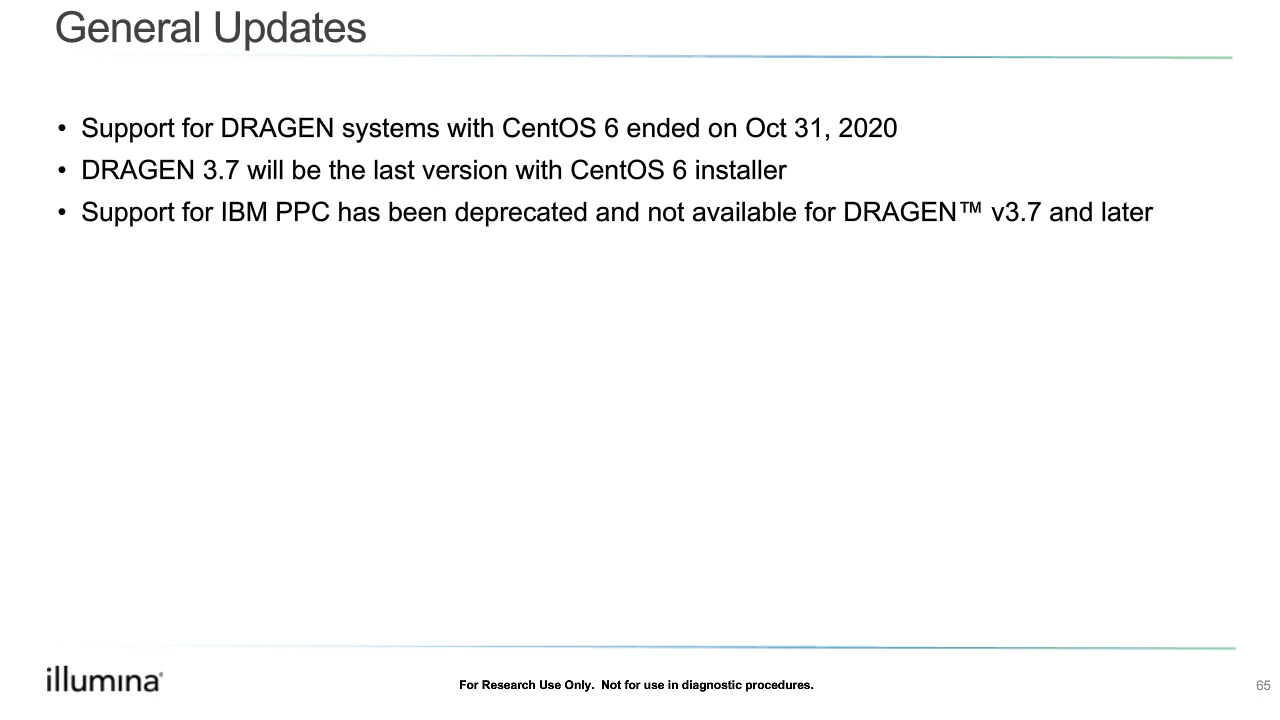 General Updates
• Support for DRAGEN systems with CentOS 6 ended on Oct 31, 2020
• DRAGEN 3.7 will be the last version with CentOS 6 installer
• Support for IBM PPC has been deprecated and not available for DRAGEN™ v3.7 and later
illumina®
For Research Use Only. Not for use in diagnostic procedures.
65